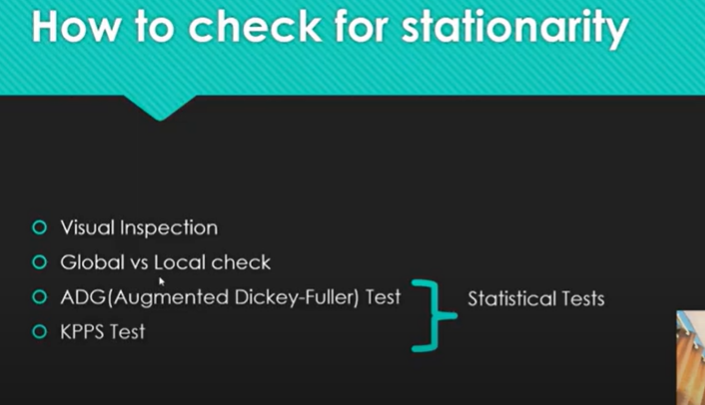 How to check for stationarity
Visual Inspection
Global vs Local check
ADG(Augmented Dickey-Fuller) Test
Statistical Tests
KPPS Test